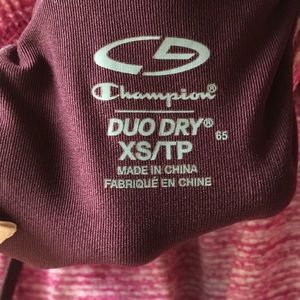 C9
Champion®
DUO DRY® 65
XS/TP
MADE IN CHINA
FABRIQUÉ EN CHINE